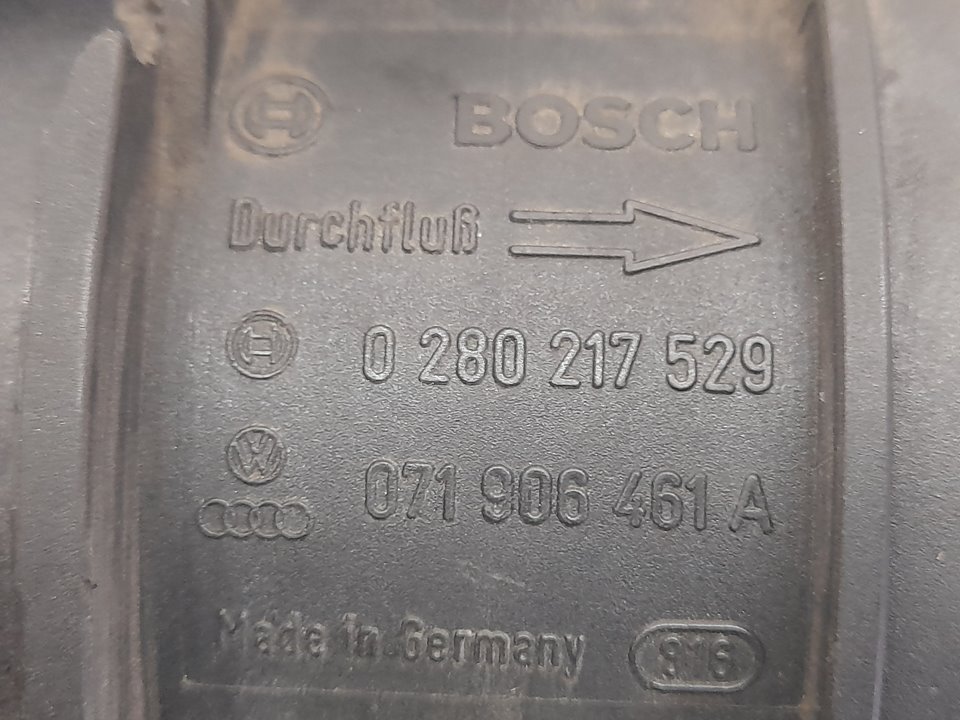 BOSCH
Durchfluß
0 280 217 529
071 906 461 A
Made in Germany 916